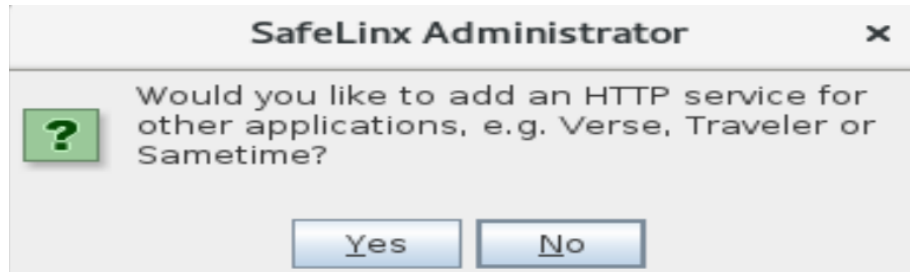 SafeLinx Administrator ×
Would you like to add an HTTP service for
other applications, e.g. Verse, Traveler or
Sametime?
?
Yes No